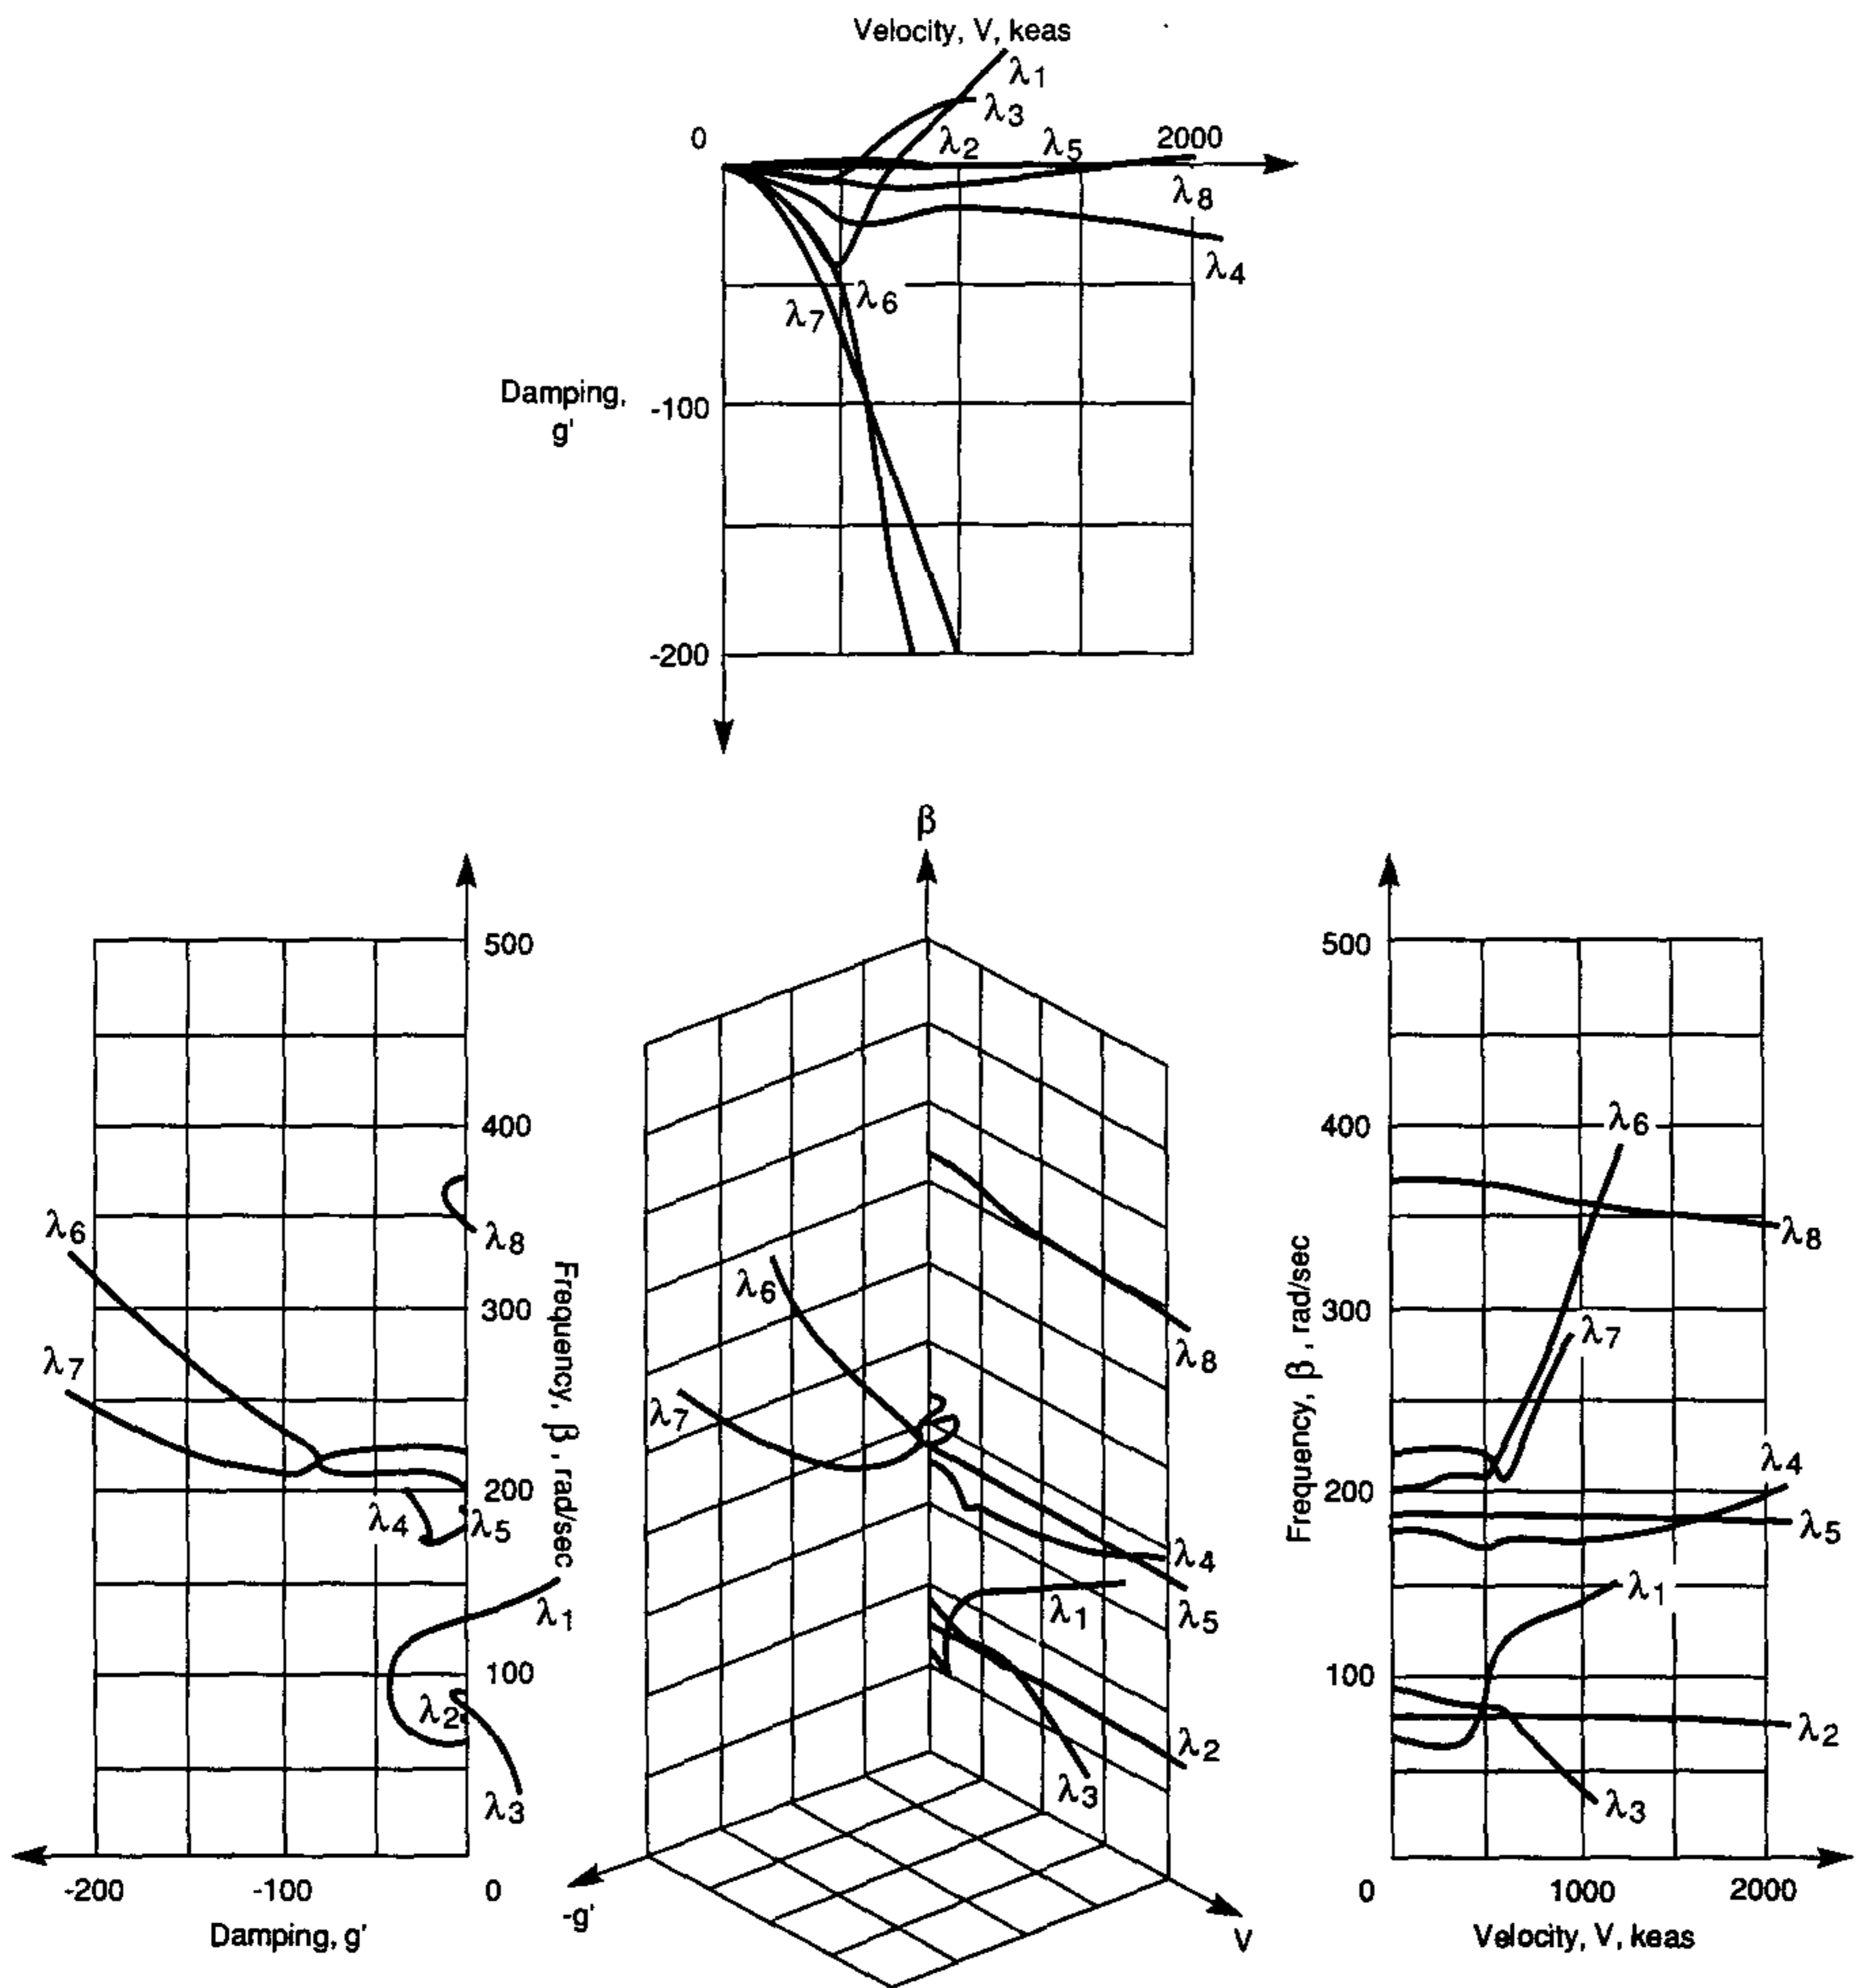 Velocity, V, keas
λ1
λ3
0
λ2
λ5
2000
λ8
λ4
λ6
λ7
Damping,
g'
-100
-200
β
500
400
λ6
λ8
300
λ7
200
λ4
λ5
λ1
100
λ2
λ3
-200
-100
0
Damping, g'
Frequency, β, rad/sec
λ6
λ7
λ8
λ4
λ1
λ5
λ2
λ3
-g'
V
Frequency, β, rad/sec
500
400
λ6
λ8
300
λ7
λ4
200
λ5
λ1
100
λ2
λ3
0
1000
2000
Velocity, V, keas